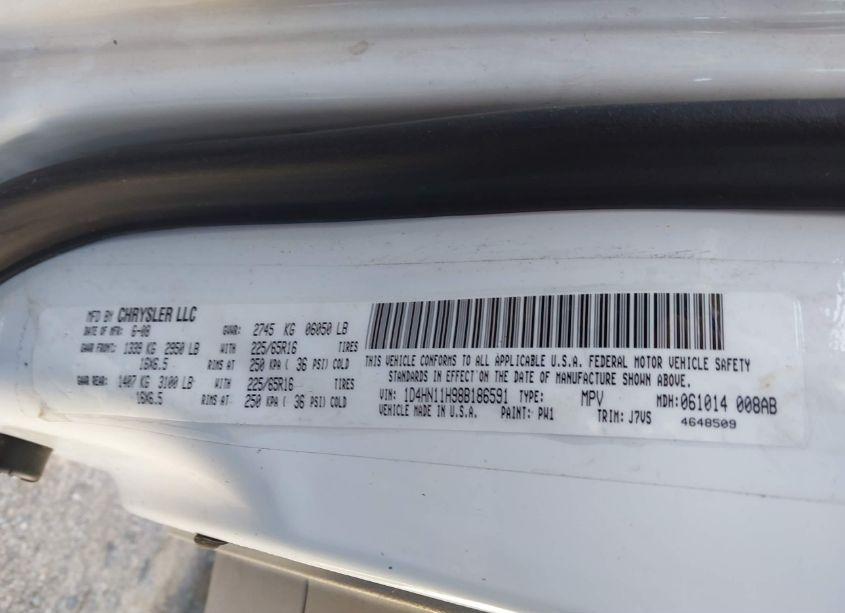 MFD BY CHRYSLER LLC
DATE OF MFR: 6-08 GVWR: 2745 KG 06050 LB
GAWR FRONT: 1339 KG 2950 LB WITH 225/65R16 TIRES
16X6.5 RIMS AT 250 KPA ( 36 PSI) COLD
GAWR REAR: 1407 KG 3100 LB WITH 225/65R16 TIRES
16X6.5 RIMS AT 250 KPA ( 36 PSI) COLD
THIS VEHICLE CONFORMS TO ALL APPLICABLE U.S.A. FEDERAL MOTOR VEHICLE SAFETY
STANDARDS IN EFFECT ON THE DATE OF MANUFACTURE SHOWN ABOVE.
VIN: 1D4HN11H98B186591 TYPE: MPV MDH: 061014 008AB
VEHICLE MADE IN U.S.A. PAINT: PW1 TRIM: J7VS 4648509